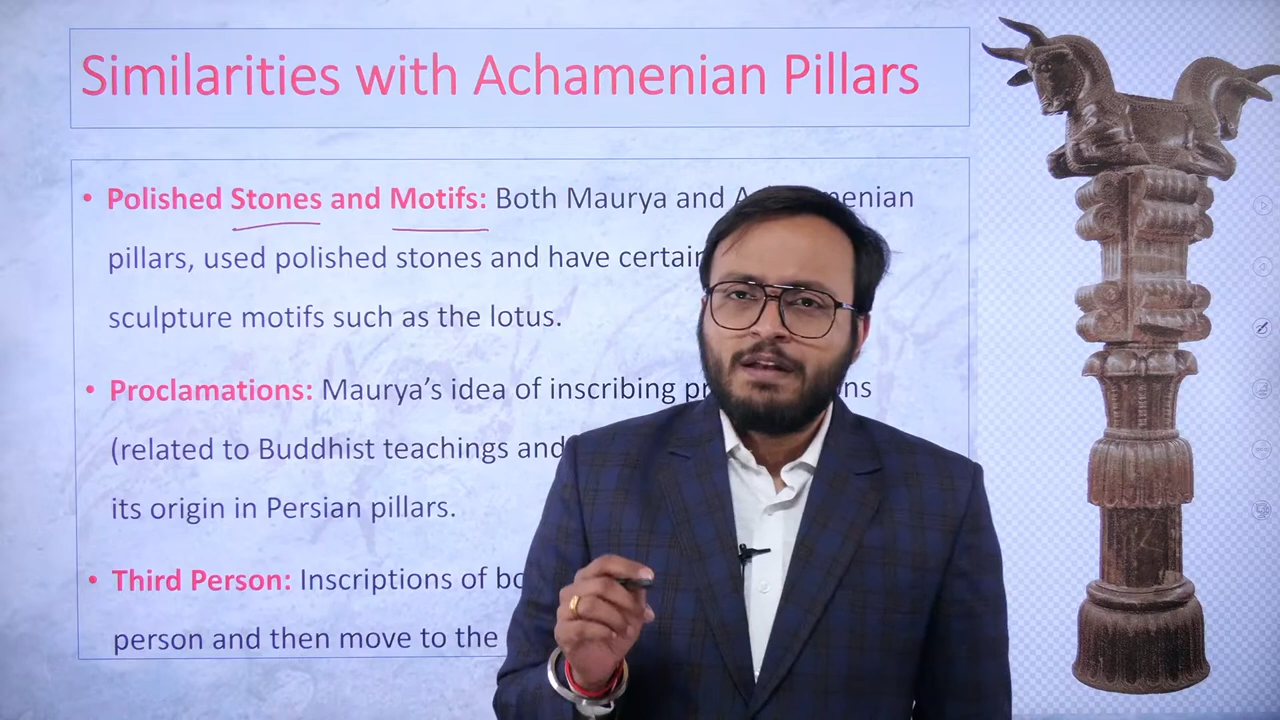 Similarities with Achamenian Pillars
• Polished Stones and Motifs: Both Maurya and
pillars, used polished stones and have certain
sculpture motifs such as the lotus.
• Proclamations: Maurya's idea of inscribing
(related to Buddhist teachings and
its origin in Persian pillars.
• Third Person: Inscriptions of
person and then move to the